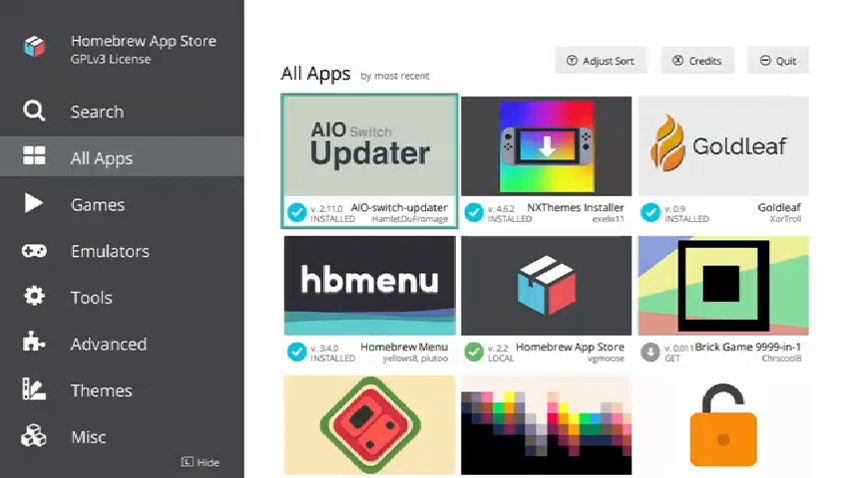 Homebrew App Store
GPLv3 License
Search
All Apps
Games
Emulators
Tools
Advanced
Themes
Misc
L Hide
All Apps by most recent
Y Adjust Sort
X Credits
Quit
AIO Switch
Updater
v. 2.11.0 AIO-switch-updater
INSTALLED HamletDuFromage
v. 4.6.2 NXThemes Installer
INSTALLED exelix11
Goldleaf
v. 0.9 Goldleaf
INSTALLED XorTroll
hbmenu
v. 3.4.0 Homebrew Menu
INSTALLED yellows8, plutoo
v. 2.2 Homebrew App Store
LOCAL vgmoose
v. 0.011 Brick Game 9999-in-1
GET Chrscool8